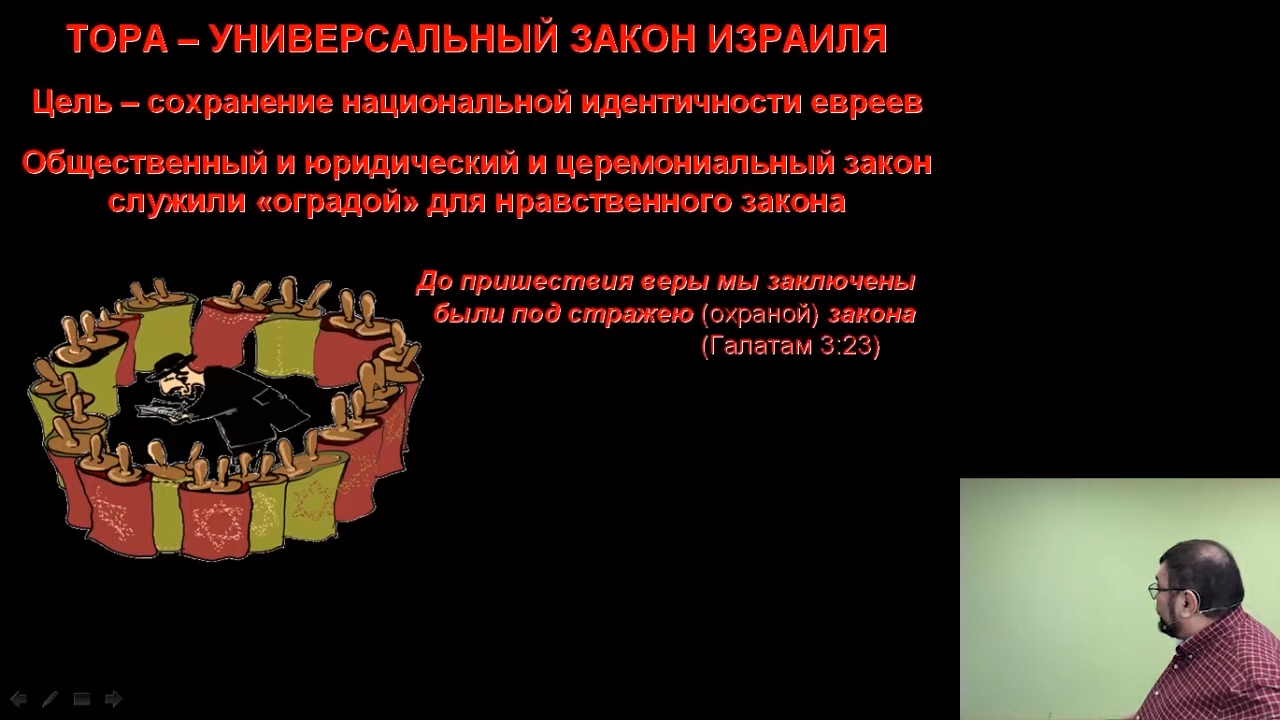 ТОРА – УНИВЕРСАЛЬНЫЙ ЗАКОН ИЗРАИЛЯ
Цель – сохранение национальной идентичности евреев
Общественный и юридический и церемониальный закон
служили «оградой» для нравственного закона
До пришествия веры мы заключены
были под стражею (охраной) закона
(Галатам 3:23)